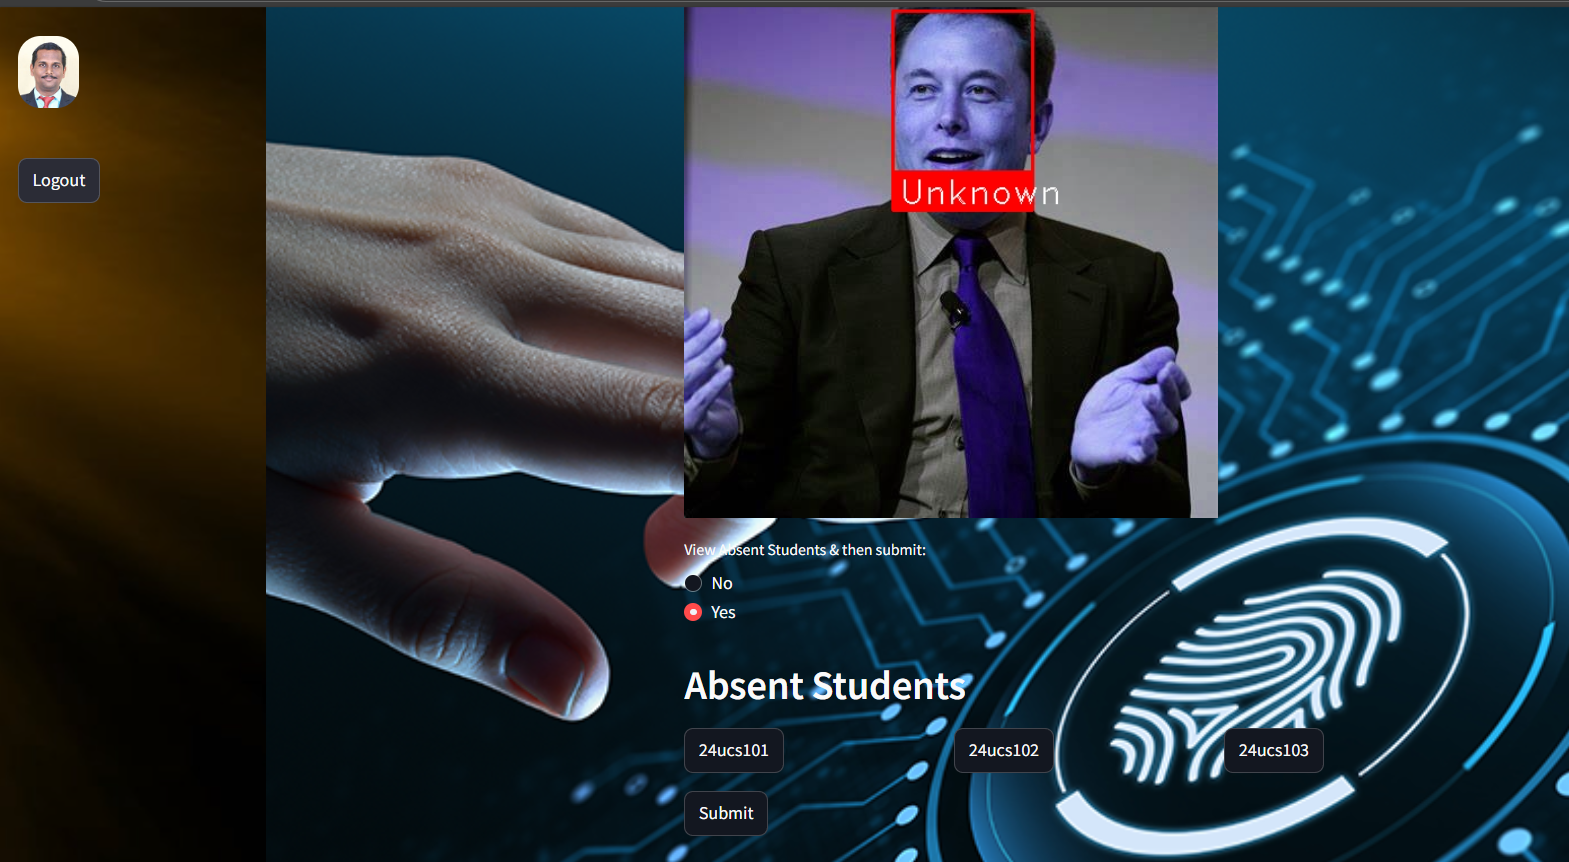 Logout
Unknown
View Absent Students & then submit:
No
Yes
Absent Students
24ucs101 24ucs102 24ucs103
Submit